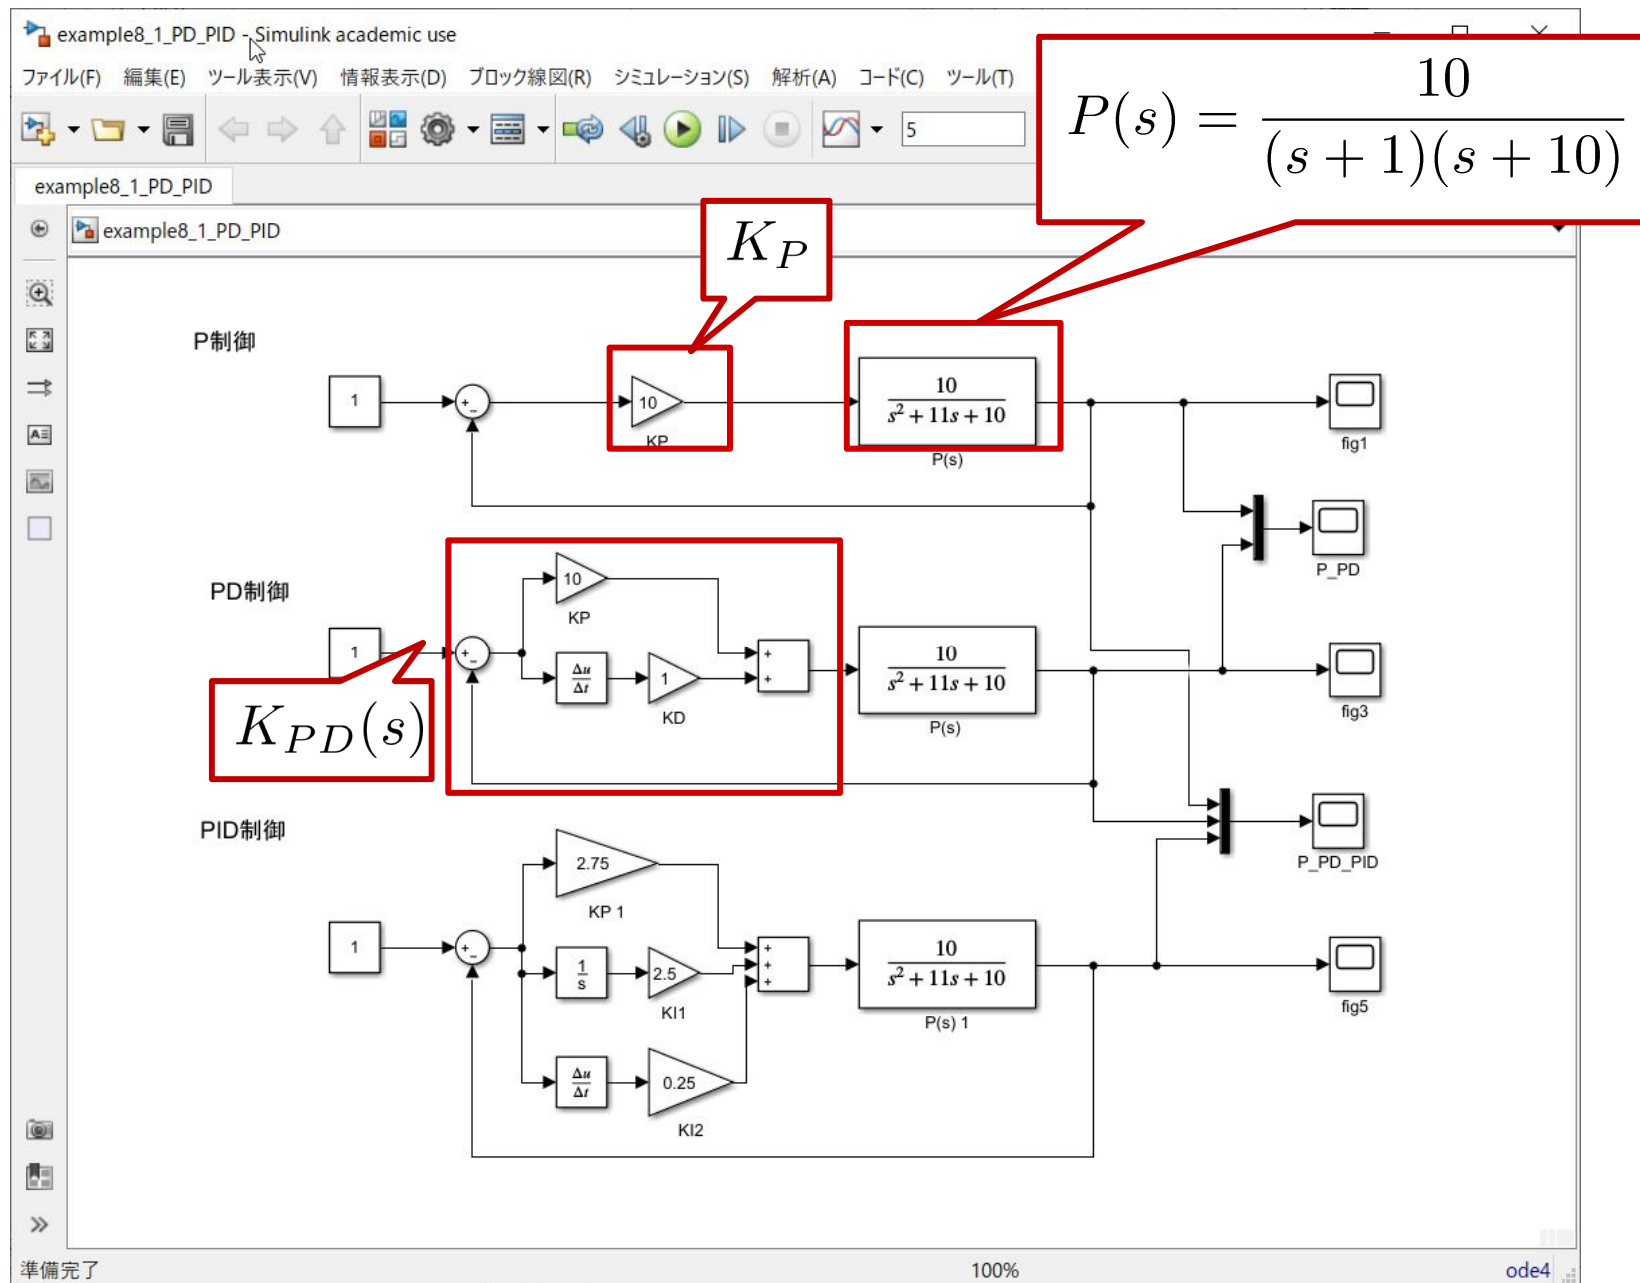 example8_1_PD_PID - Simulink academic use
ファイル(F) 編集(E) ツール表示(V) 情報表示(D) ブロック線図(R) シミュレーション(S) 解析(A) コード(C) ツール(T)
5
P(s) = 10 / (s + 1)(s + 10)
example8_1_PD_PID
example8_1_PD_PID
K_P
P制御
1
+
-
10
KP
10
s² + 11s + 10
P(s)
fig1
P_PD
PD制御
1
+
-
10
KP
Δu
Δt
1
KD
+
+
10
s² + 11s + 10
P(s)
fig3
K_{PD}(s)
PID制御
P_PD_PID
1
+
-
2.75
KP 1
1
s
2.5
KI1
Δu
Δt
0.25
KI2
+
+
+
10
s² + 11s + 10
P(s) 1
fig5
準備完了
100%
ode4